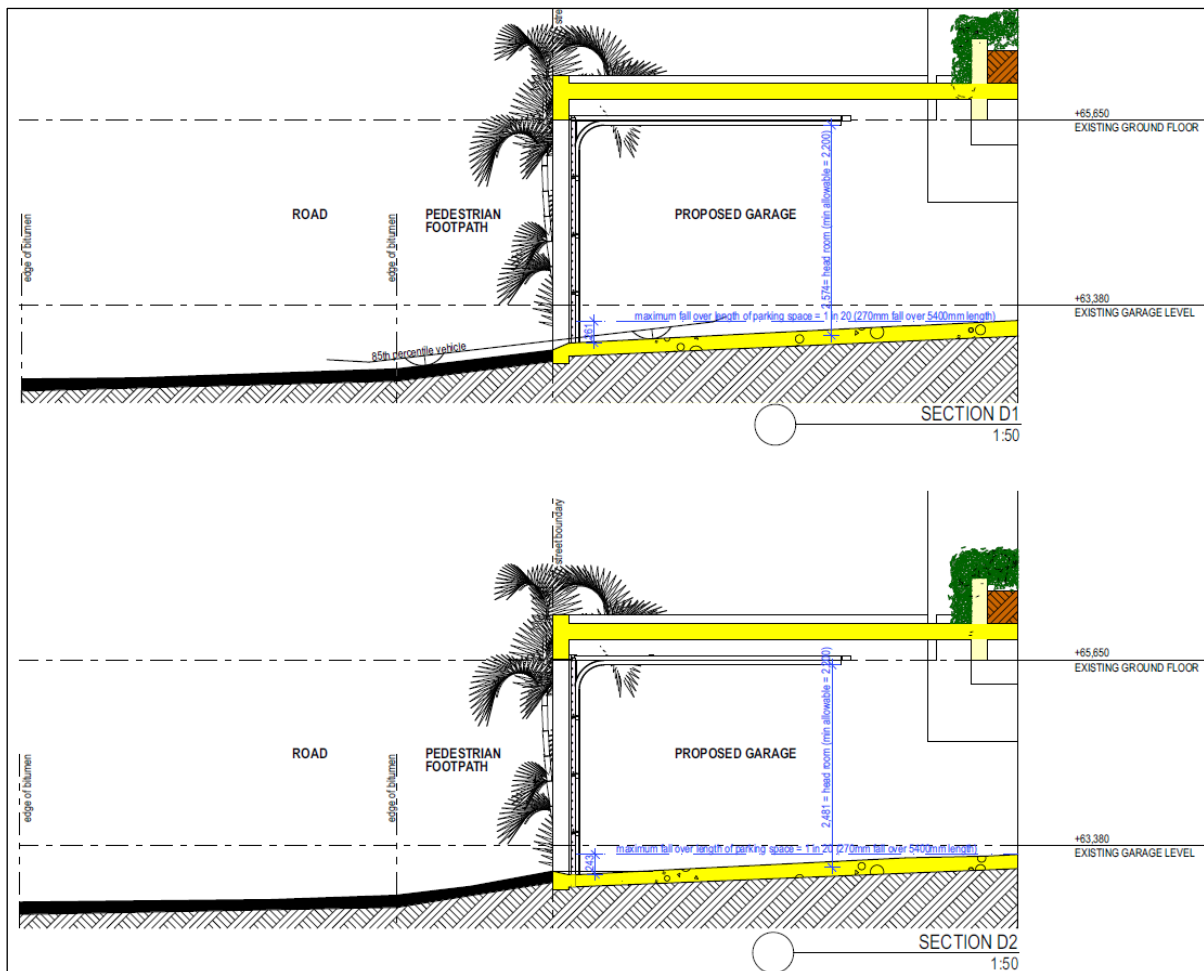 stre
+65,650
EXISTING GROUND FLOOR
edge of bitumen
ROAD
edge of bitumen
PEDESTRIAN
FOOTPATH
PROPOSED GARAGE
2,574= head room (min allowable = 2,200)
+63,380
EXISTING GARAGE LEVEL
maximum fall over length of parking space = 1 in 20 (270mm fall over 5400mm length)
261
85th percentile vehicle
SECTION D1
1:50
street boundary
+65,650
EXISTING GROUND FLOOR
edge of bitumen
ROAD
edge of bitumen
PEDESTRIAN
FOOTPATH
PROPOSED GARAGE
2,481 = head room (min allowable = 2,200)
+63,380
EXISTING GARAGE LEVEL
maximum fall over length of parking space = 1 in 20 (270mm fall over 5400mm length)
243
SECTION D2
1:50